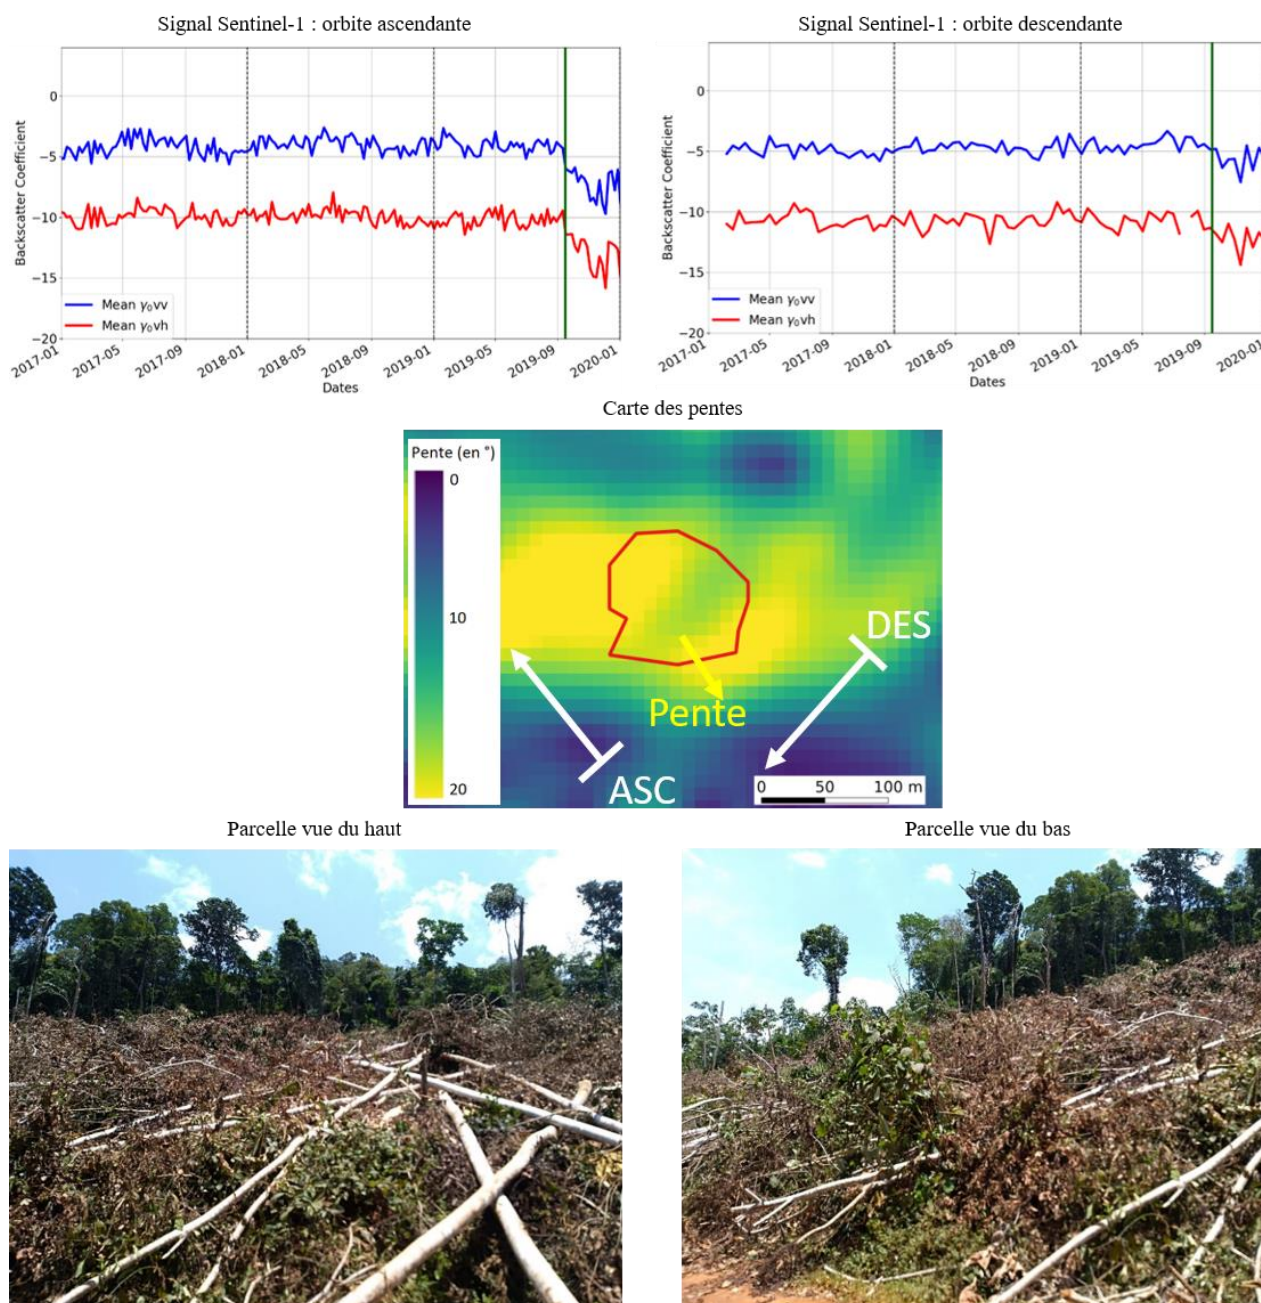 Signal Sentinel-1 : orbite ascendante
Signal Sentinel-1 : orbite descendante
Backscatter Coefficient
0
−5
−10
−15
−20
Mean γ₀vv
Mean γ₀vh
2017-01
2017-05
2017-09
2018-01
2018-05
2018-09
2019-01
2019-05
2019-09
2020-01
Dates
Backscatter Coefficient
0
−5
−10
−15
−20
Mean γ₀vv
Mean γ₀vh
2017-01
2017-05
2017-09
2018-01
2018-05
2018-09
2019-01
2019-05
2019-09
2020-01
Dates
Carte des pentes
Pente (en °)
0
10
20
DES
Pente
ASC
0 50 100 m
Parcelle vue du haut
Parcelle vue du bas